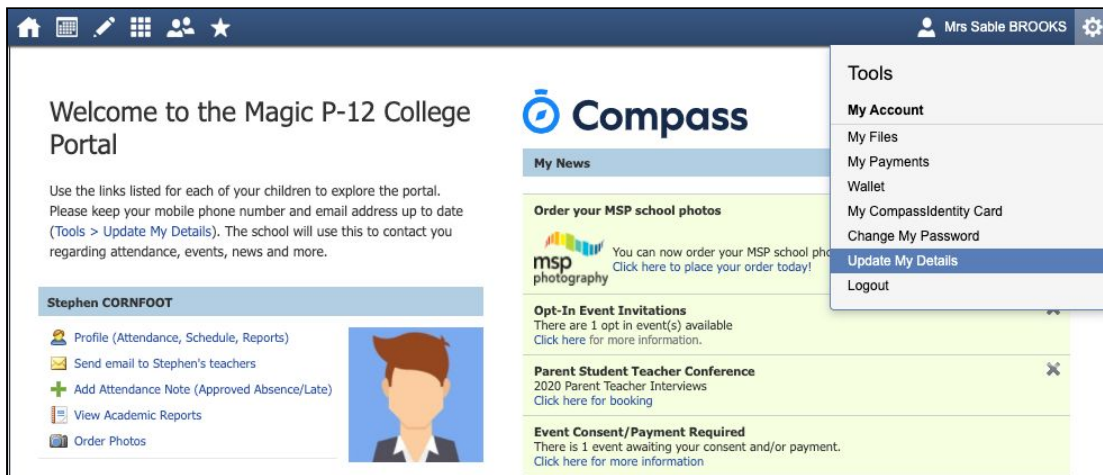 Mrs Sable BROOKS
Welcome to the Magic P-12 College
Portal
Use the links listed for each of your children to explore the portal.
Please keep your mobile phone number and email address up to date
(Tools > Update My Details). The school will use this to contact you
regarding attendance, events, news and more.
Stephen CORNFOOT
Profile (Attendance, Schedule, Reports)
Send email to Stephen's teachers
Add Attendance Note (Approved Absence/Late)
View Academic Reports
Order Photos
Compass
My News
Order your MSP school photos
msp
photography
You can now order your MSP school
Click here to place your order today!
Opt-In Event Invitations
There are 1 opt in event(s) available
Click here for more information.
Parent Student Teacher Conference
2020 Parent Teacher Interviews
Click here for booking
Event Consent/Payment Required
There is 1 event awaiting your consent and/or payment.
Click here for more information
Tools
My Account
My Files
My Payments
Wallet
My CompassIdentity Card
Change My Password
Update My Details
Logout